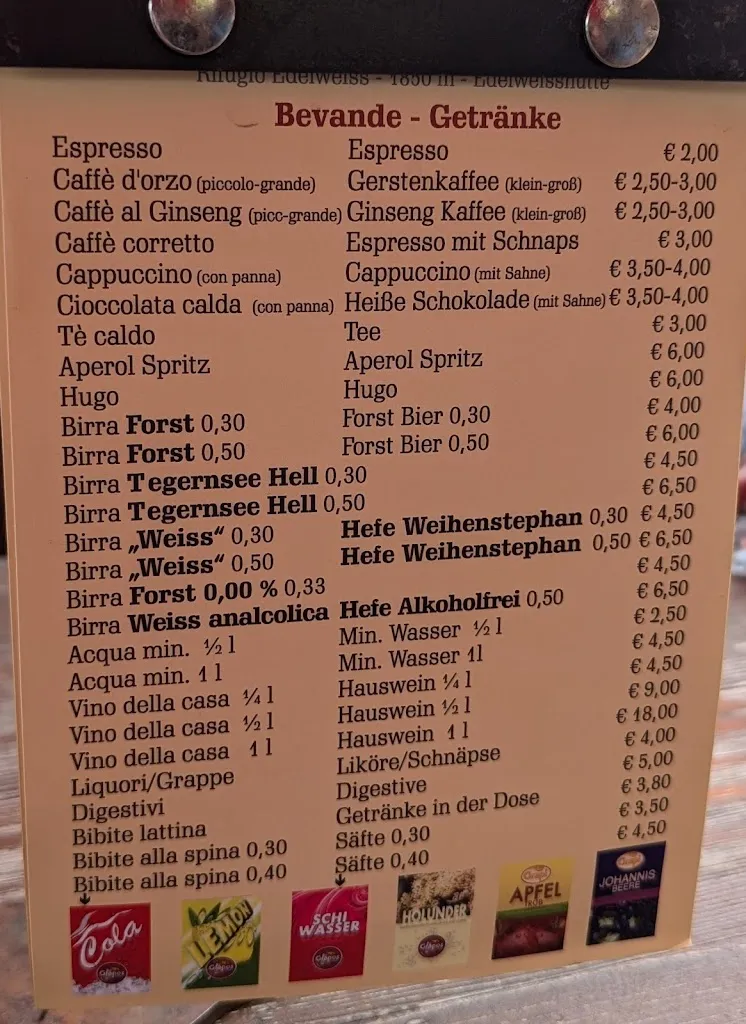 Rifugio Edelweiss - 1850 m - Edelweisshütte
Bevande - Getränke
Espresso Espresso € 2,00
Caffè d'orzo (piccolo-grande) Gerstenkaffee (klein-groß) € 2,50-3,00
Caffè al Ginseng (picc-grande) Ginseng Kaffee (klein-groß) € 2,50-3,00
Caffè corretto Espresso mit Schnaps € 3,00
Cappuccino (con panna) Cappuccino (mit Sahne) € 3,50-4,00
Cioccolata calda (con panna) Heiße Schokolade (mit Sahne) € 3,50-4,00
Tè caldo Tee € 3,00
Aperol Spritz Aperol Spritz € 6,00
Hugo Hugo € 6,00
Birra Forst 0,30 Forst Bier 0,30 € 4,00
Birra Forst 0,50 Forst Bier 0,50 € 6,00
Birra Tegernsee Hell 0,30 € 4,50
Birra Tegernsee Hell 0,50 € 6,50
Birra „Weiss“ 0,30 Hefe Weihenstephan 0,30 € 4,50
Birra „Weiss“ 0,50 Hefe Weihenstephan 0,50 € 6,50
Birra Forst 0,00 % 0,33 € 4,50
Birra Weiss analcolica Hefe Alkoholfrei 0,50 € 6,50
Acqua min. ½ l Min. Wasser ½ l € 2,50
Acqua min. 1 l Min. Wasser 1l € 4,50
Vino della casa ¼ l Hauswein ¼ l € 4,50
Vino della casa ½ l Hauswein ½ l € 9,00
Vino della casa 1 l Hauswein 1 l € 18,00
Liquori/Grappe Liköre/Schnäpse € 4,00
Digestivi Digestive € 5,00
Bibite lattina Getränke in der Dose € 3,80
Bibite alla spina 0,30 Säfte 0,30 € 3,50
Bibite alla spina 0,40 Säfte 0,40 € 4,50
Cola
LEMON
SCHI WASSER
HOLUNDER
APFEL
JOHANNIS
BEERE